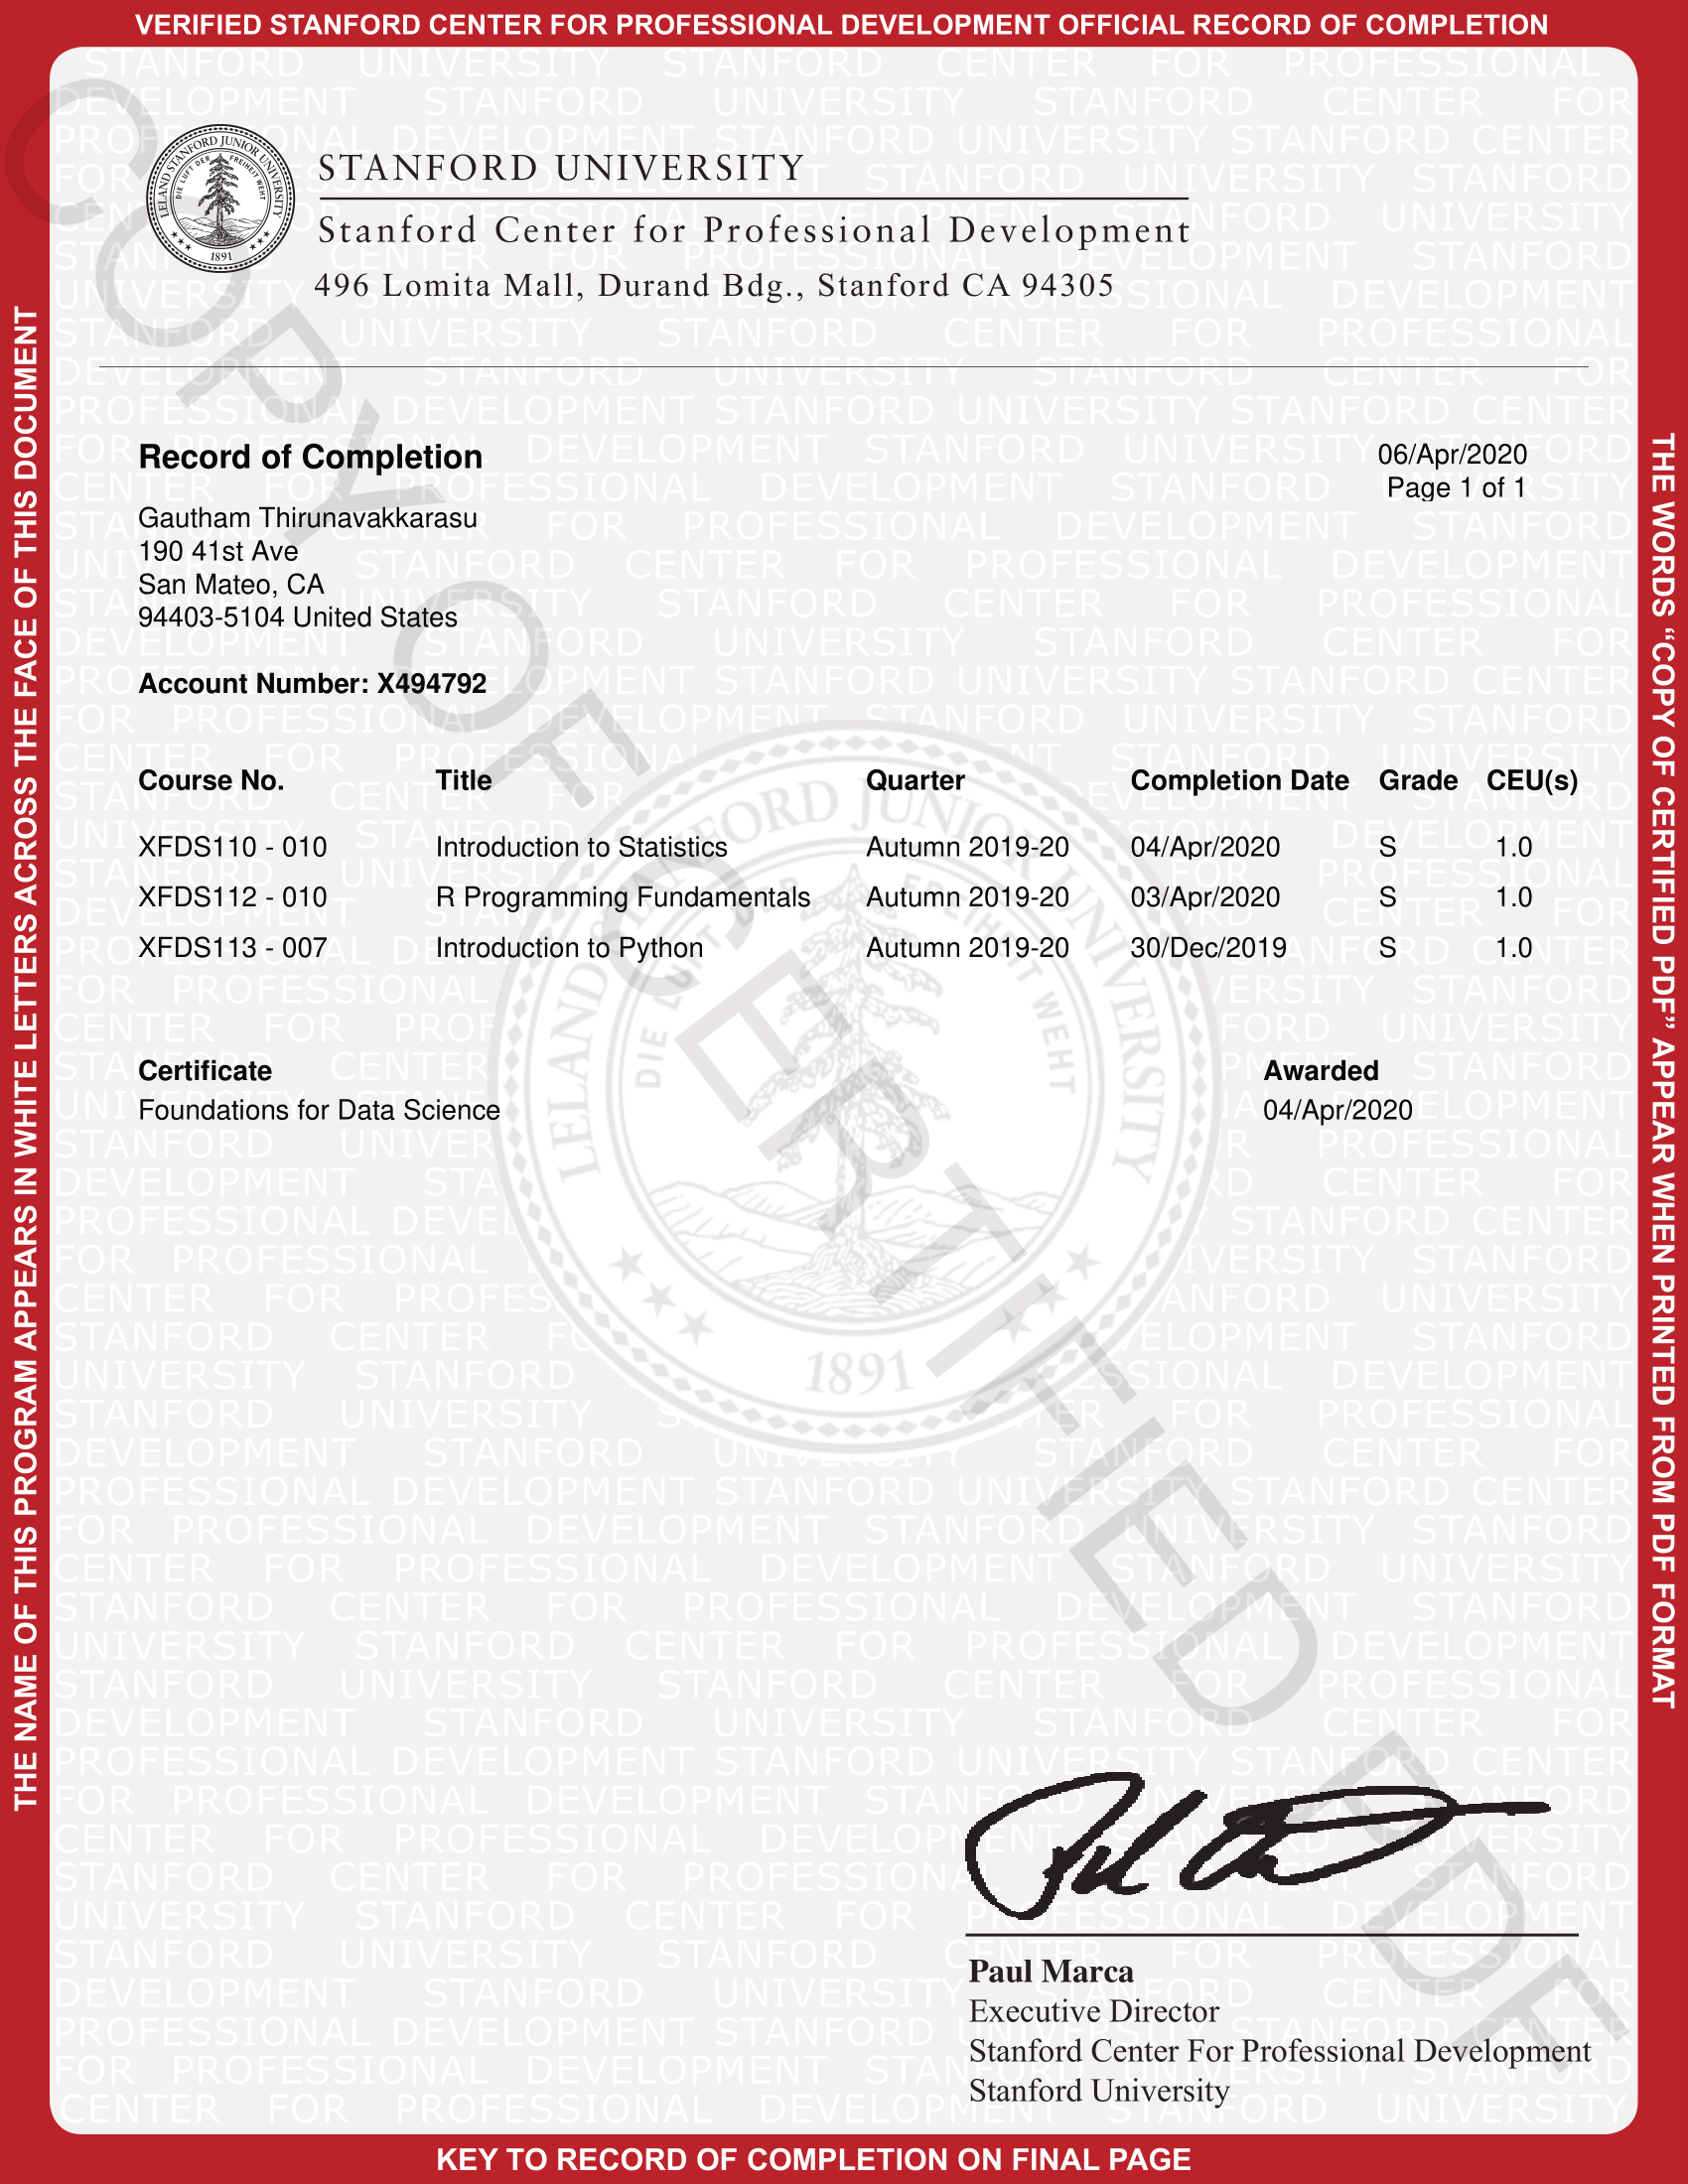 VERIFIED STANFORD CENTER FOR PROFESSIONAL DEVELOPMENT OFFICIAL RECORD OF COMPLETION
THE NAME OF THIS PROGRAM APPEARS IN WHITE LETTERS ACROSS THE FACE OF THIS DOCUMENT
THE WORDS “COPY OF CERTIFIED PDF” APPEAR WHEN PRINTED FROM PDF FORMAT
COPY OF CERTIFIED PDF
LELAND STANFORD JUNIOR UNIVERSITY
DIE LUFT DER FREIHEIT WEHT
1891
STANFORD UNIVERSITY
Stanford Center for Professional Development
496 Lomita Mall, Durand Bdg., Stanford CA 94305
Record of Completion
06/Apr/2020
Page 1 of 1
Gautham Thirunavakkarasu
190 41st Ave
San Mateo, CA
94403-5104 United States
Account Number: X494792
Course No. Title Quarter Completion Date Grade CEU(s)
XFDS110 - 010 Introduction to Statistics Autumn 2019-20 04/Apr/2020 S 1.0
XFDS112 - 010 R Programming Fundamentals Autumn 2019-20 03/Apr/2020 S 1.0
XFDS113 - 007 Introduction to Python Autumn 2019-20 30/Dec/2019 S 1.0
Certificate Awarded
Foundations for Data Science 04/Apr/2020
1891
Paul Marca
Executive Director
Stanford Center For Professional Development
Stanford University
KEY TO RECORD OF COMPLETION ON FINAL PAGE